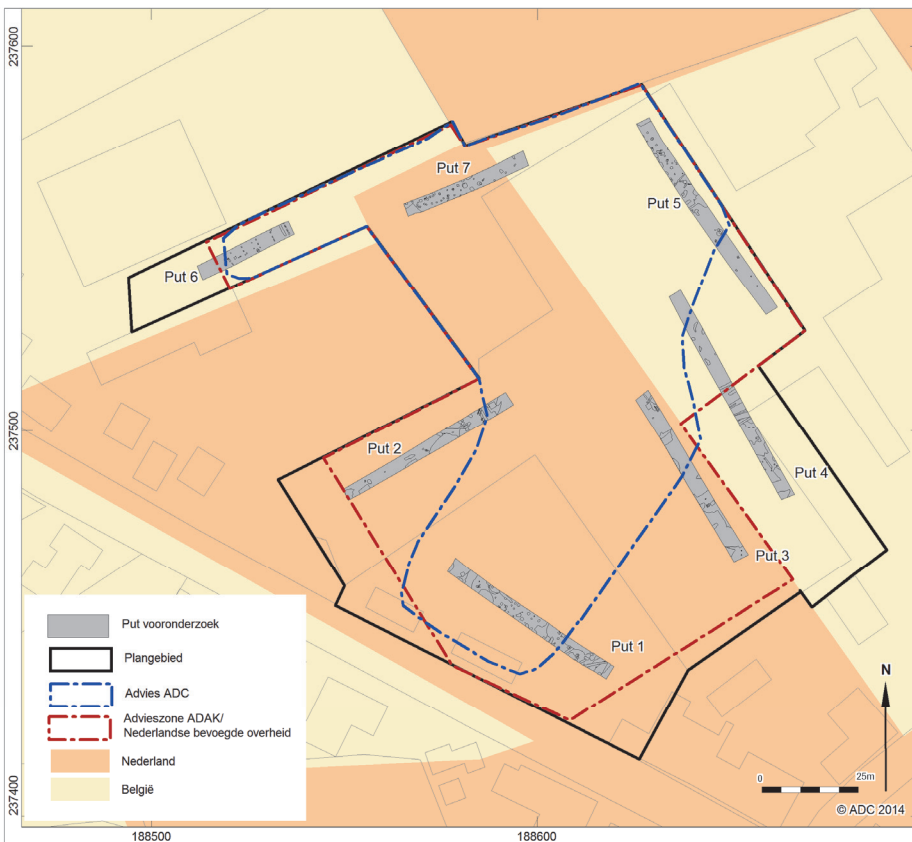 237600
Put 7
Put 5
Put 6
237500
Put 2
Put 4
Put 3
Put 1
Put vooronderzoek
Plangebied
Advies ADC
Advieszone ADAK/
Nederlandse bevoegde overheid
Nederland
België
N
0 25m
© ADC 2014
237400
188500 188600